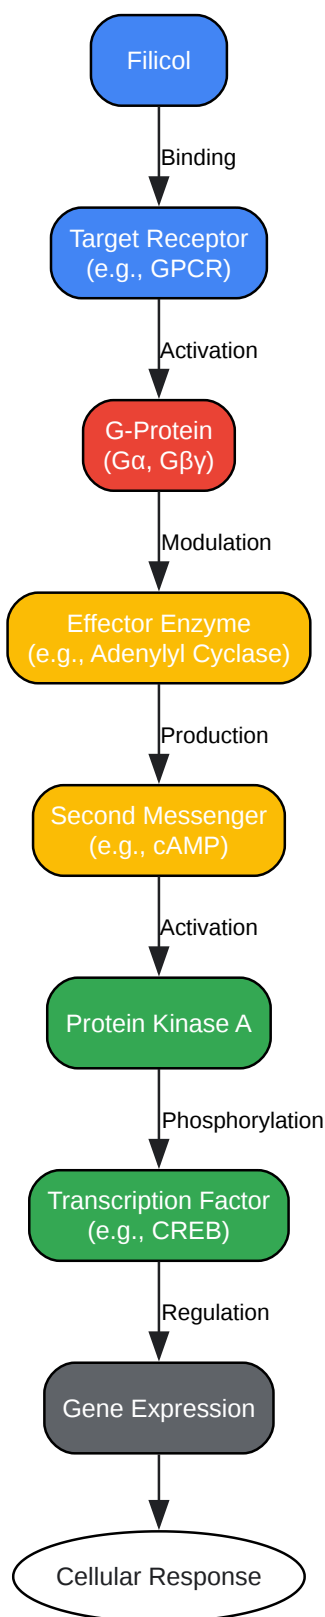 Filicol
Binding
Target Receptor
(e.g., GPCR)
Activation
G-Protein
(Gα, Gβγ)
Modulation
Effector Enzyme
(e.g., Adenylyl Cyclase)
Production
Second Messenger
(e.g., cAMP)
Activation
Protein Kinase A
Phosphorylation
Transcription Factor
(e.g., CREB)
Regulation
Gene Expression
Cellular Response